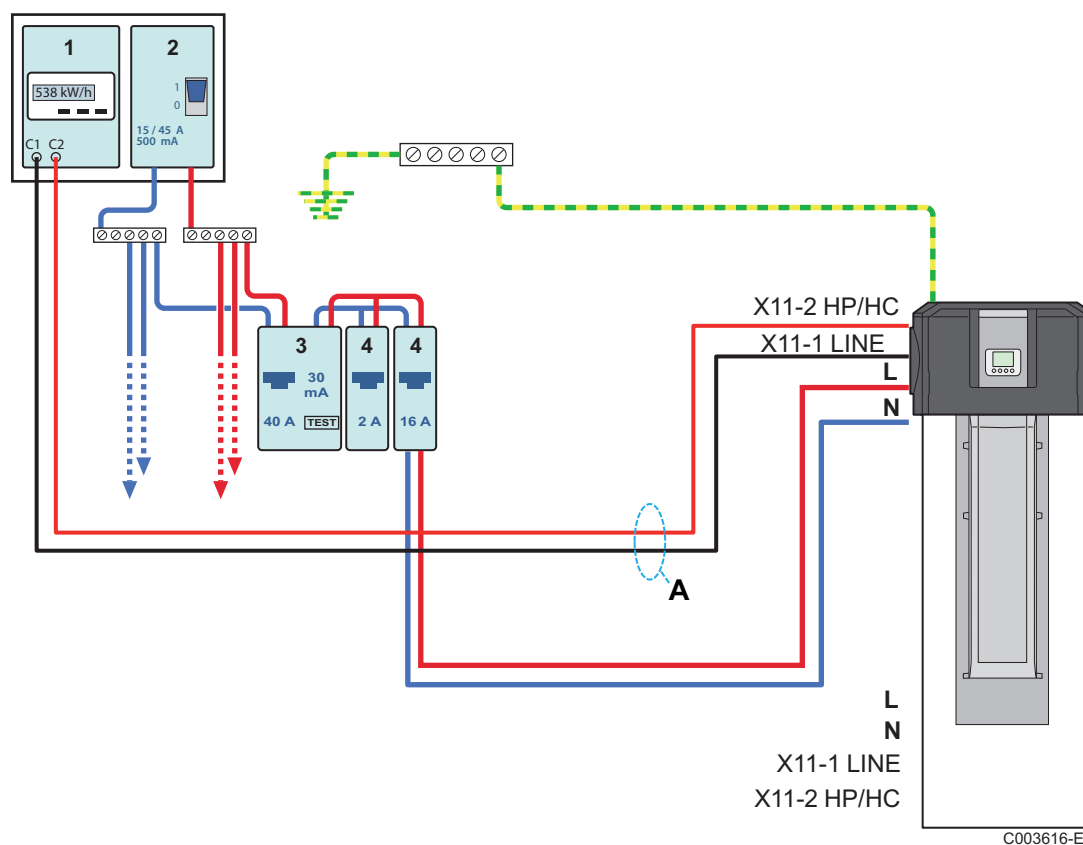 1
2
538 kW/h
1
0
15 / 45 A
500 mA
C1 C2
X11-2 HP/HC
X11-1 LINE
L
N
3
4
4
30
mA
40 A
TEST
2 A
16 A
A
L
N
X11-1 LINE
X11-2 HP/HC
C003616-E